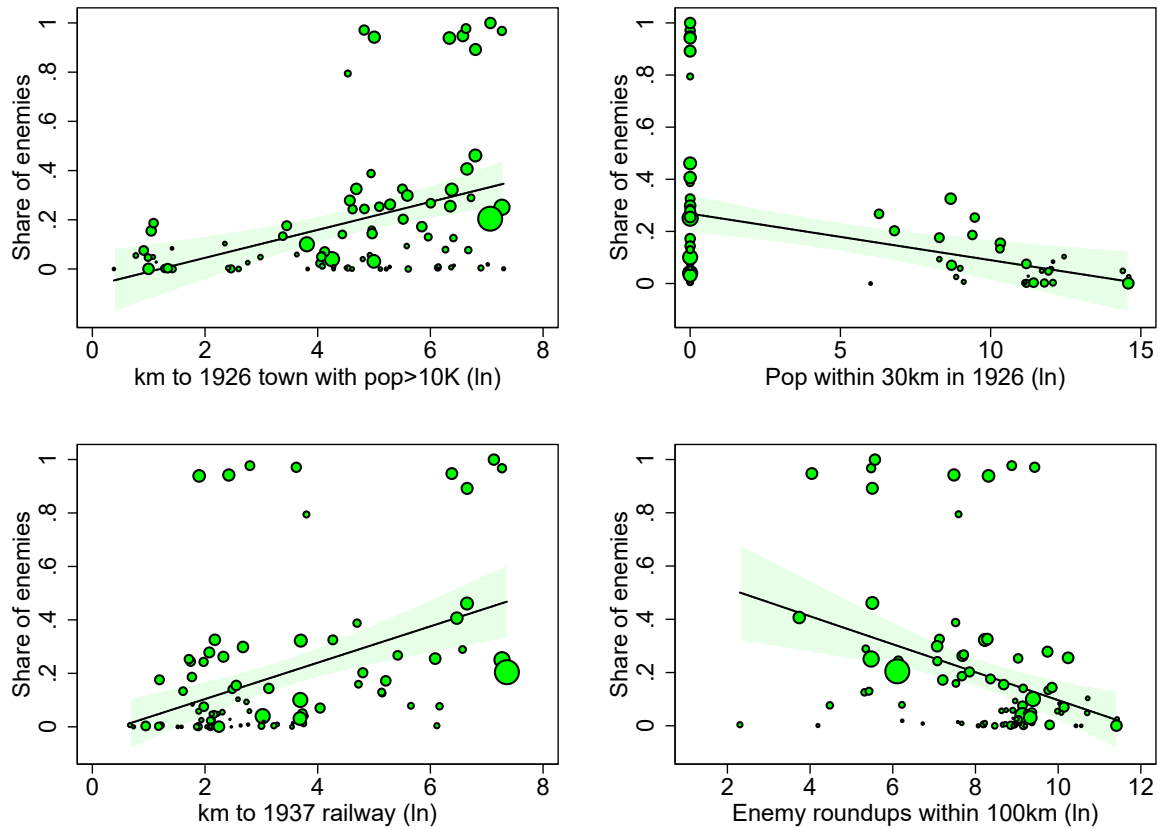 Share of enemies
0 .2 .4 .6 .8 1
0 2 4 6 8
km to 1926 town with pop>10K (ln)
Share of enemies
0 .2 .4 .6 .8 1
0 5 10 15
Pop within 30km in 1926 (ln)
Share of enemies
0 .2 .4 .6 .8 1
0 2 4 6 8
km to 1937 railway (ln)
Share of enemies
0 .2 .4 .6 .8 1
2 4 6 8 10 12
Enemy roundups within 100km (ln)